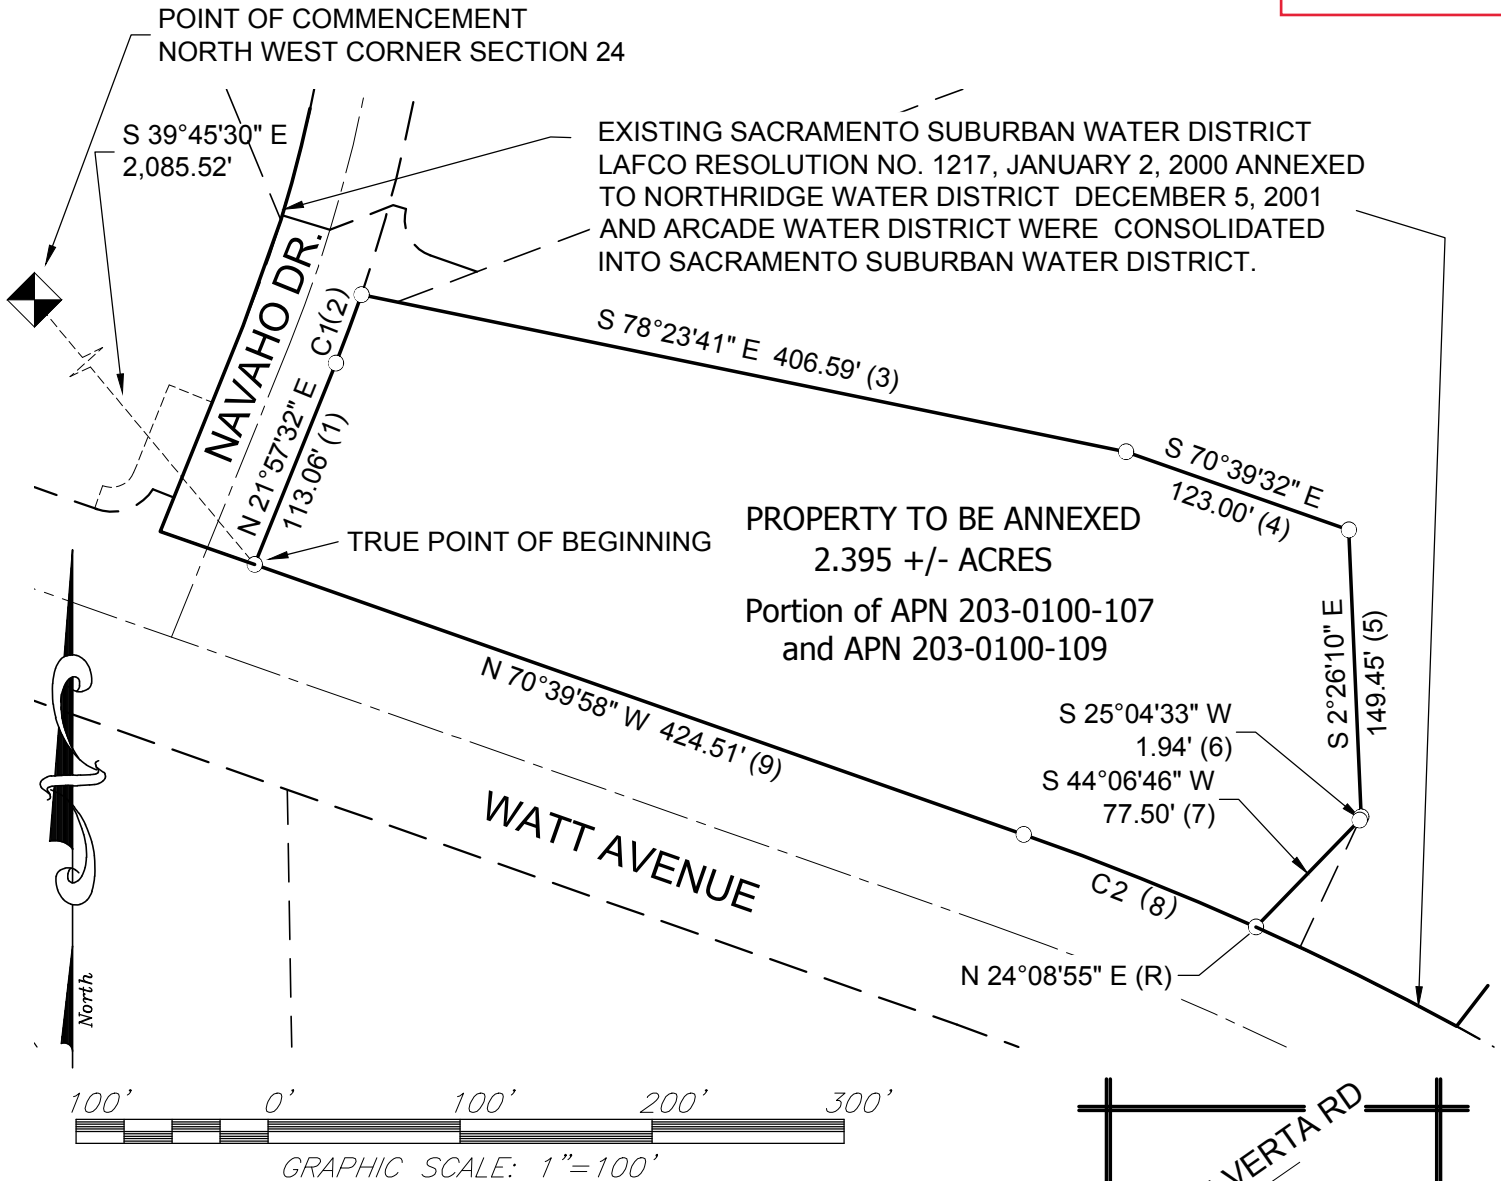 POINT OF COMMENCEMENT
NORTH WEST CORNER SECTION 24
S 39°45'30" E
2,085.52'
EXISTING SACRAMENTO SUBURBAN WATER DISTRICT
LAFCO RESOLUTION NO. 1217, JANUARY 2, 2000 ANNEXED
TO NORTHRIDGE WATER DISTRICT DECEMBER 5, 2001
AND ARCADE WATER DISTRICT WERE CONSOLIDATED
INTO SACRAMENTO SUBURBAN WATER DISTRICT.
NAVAHO DR.
C1(2)
N 21°57'32" E
113.06' (1)
S 78°23'41" E 406.59' (3)
S 70°39'32" E
123.00' (4)
TRUE POINT OF BEGINNING
PROPERTY TO BE ANNEXED
2.395 +/- ACRES
Portion of APN 203-0100-107
and APN 203-0100-109
S 2°26'10" E
149.45' (5)
N 70°39'58" W 424.51' (9)
S 25°04'33" W
1.94' (6)
S 44°06'46" W
77.50' (7)
WATT AVENUE
C2 (8)
N 24°08'55" E (R)
North
100' 0' 100' 200' 300'
GRAPHIC SCALE: 1"=100'
VERTA RD